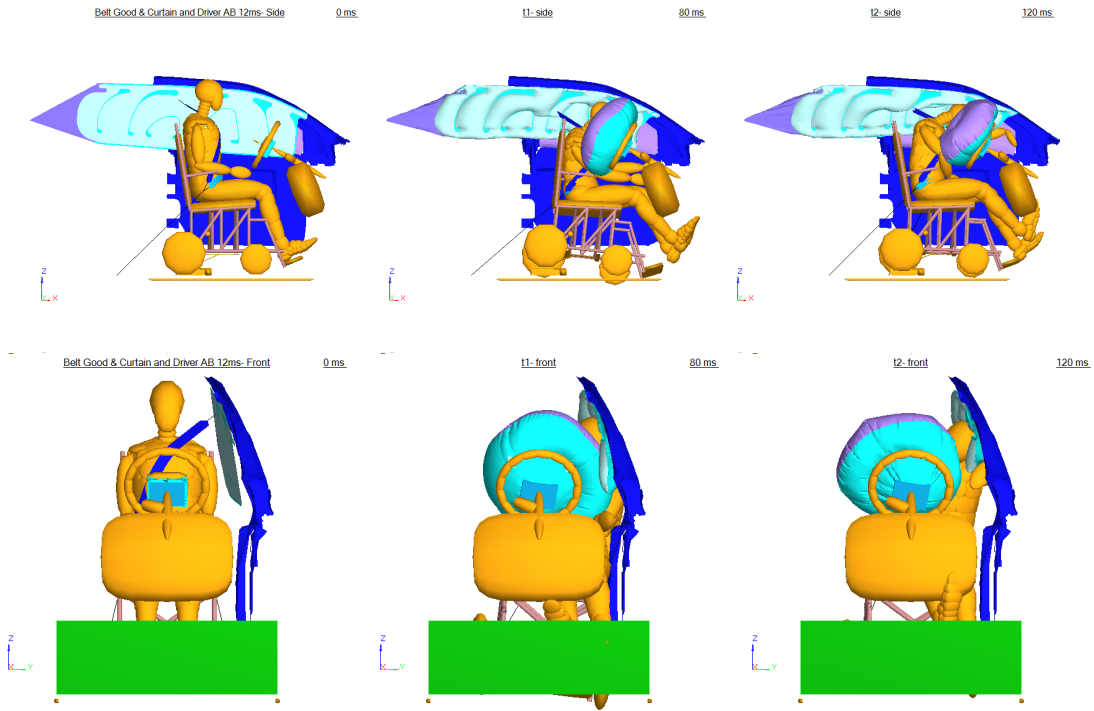 Belt Good & Curtain and Driver AB 12ms- Side 0 ms
t1- side 80 ms
t2- side 120 ms
Z
Y X
Z
Y X
Z
Y X
Belt Good & Curtain and Driver AB 12ms- Front 0 ms
t1- front 80 ms
t2- front 120 ms
Z
X Y
Z
X Y
Z
X Y